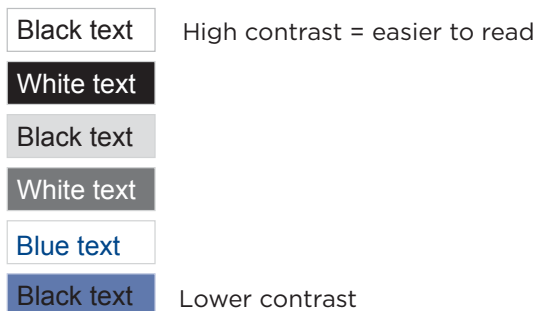 Black text High contrast = easier to read
White text
Black text
White text
Blue text
Black text Lower contrast